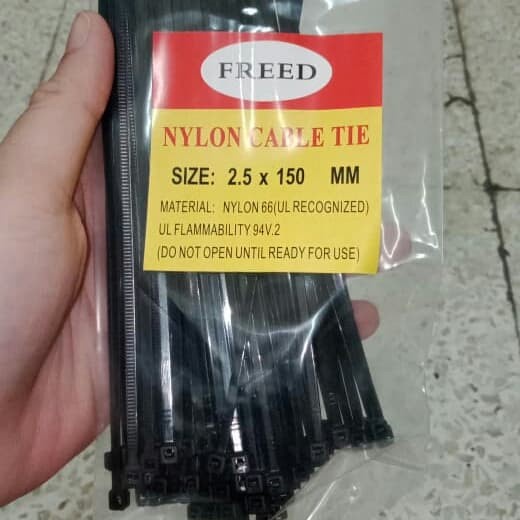 FREED
NYLON CABLE TIE
SIZE: 2.5 x 150 MM
MATERIAL: NYLON 66(UL RECOGNIZED)
UL FLAMMABILITY 94V.2
(DO NOT OPEN UNTIL READY FOR USE)